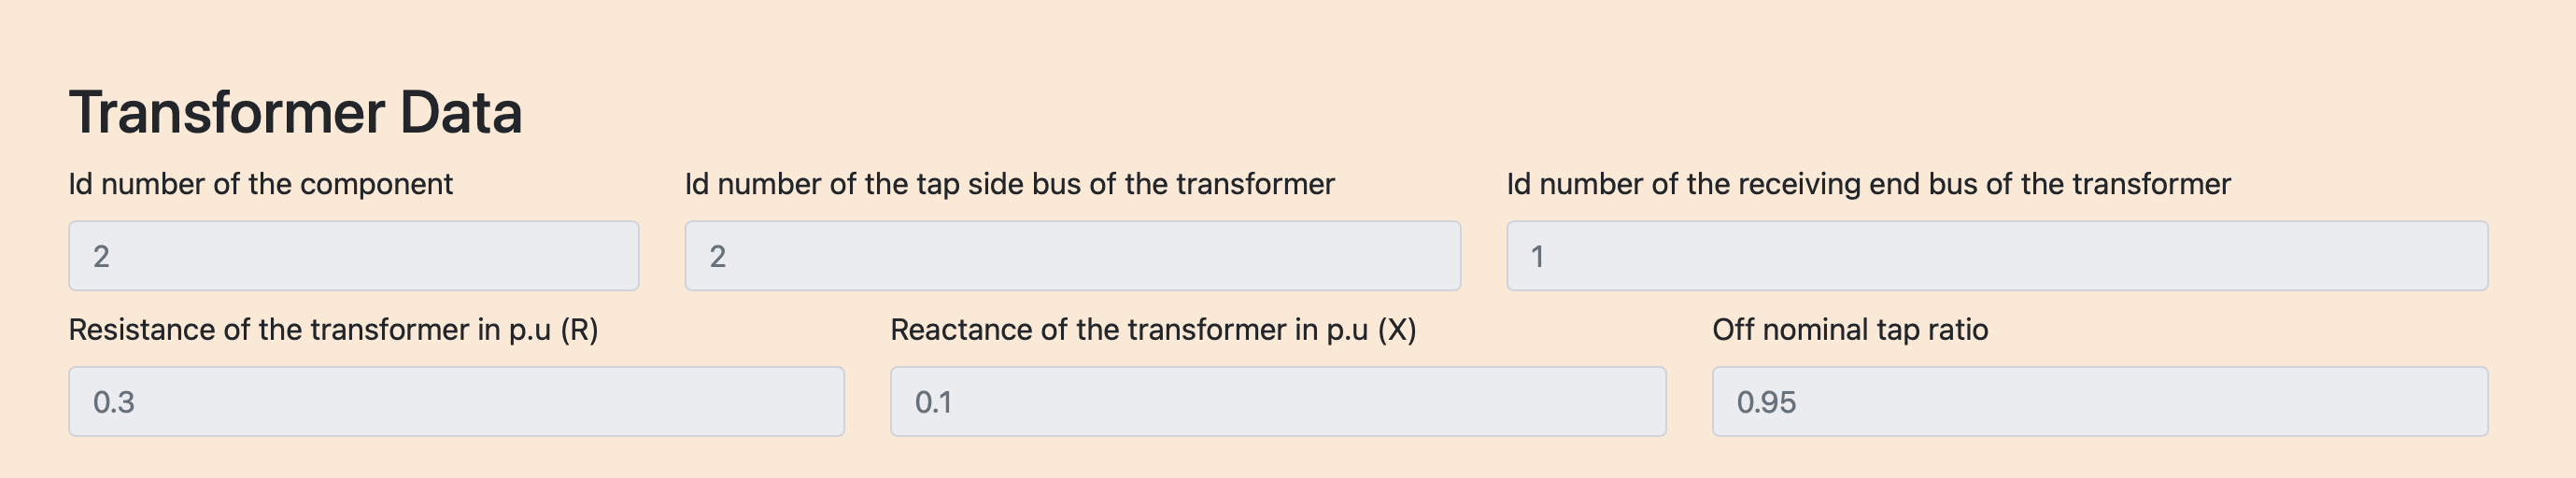 Transformer Data
Id number of the component
Id number of the tap side bus of the transformer
Id number of the receiving end bus of the transformer
2
2
1
Resistance of the transformer in p.u (R)
Reactance of the transformer in p.u (X)
Off nominal tap ratio
0.3
0.1
0.95